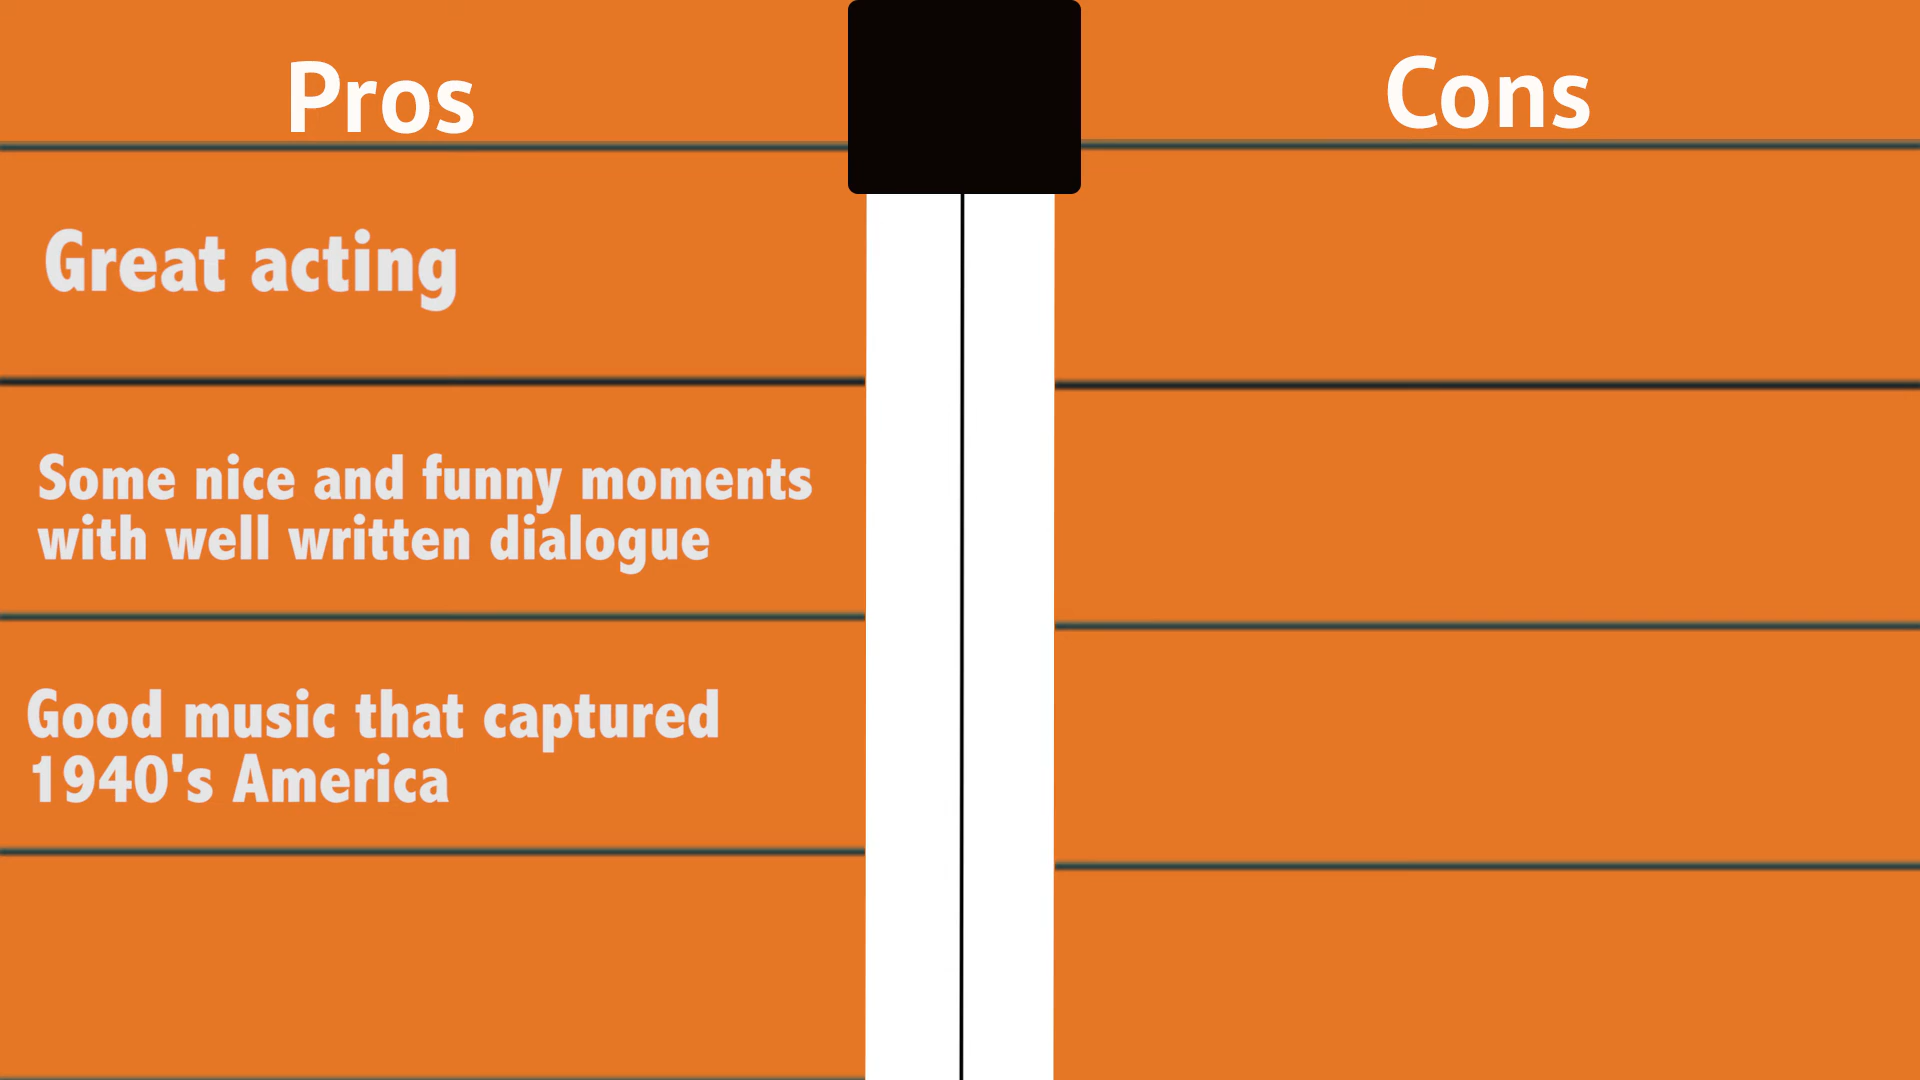 Pros
Cons
Great acting
Some nice and funny moments
with well written dialogue
Good music that captured
1940's America